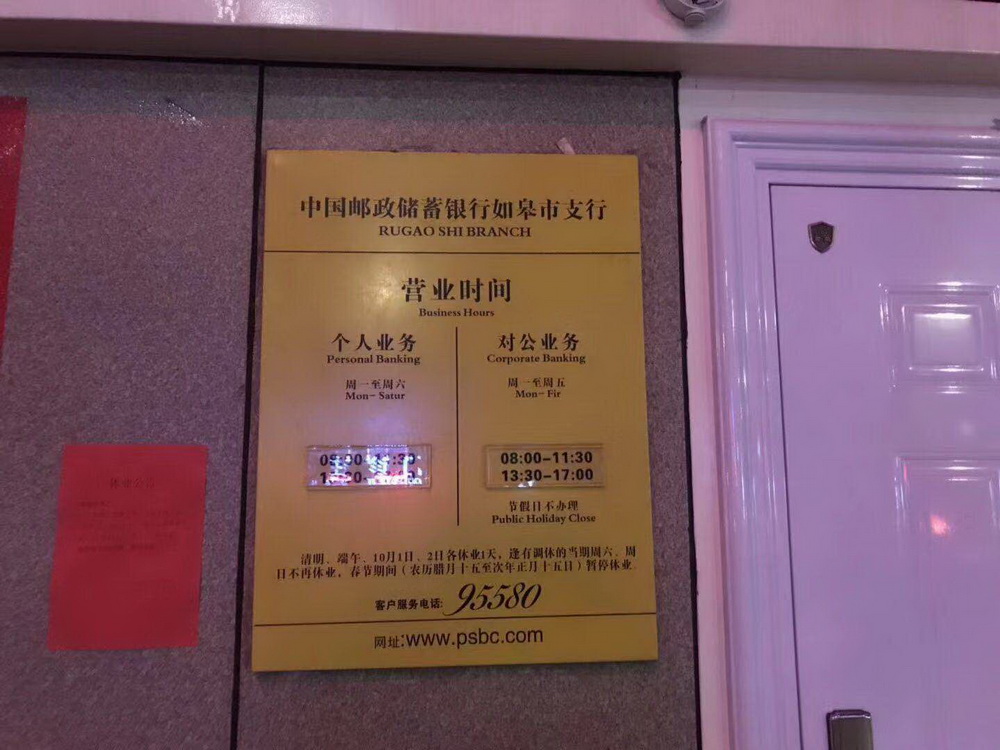 中国邮政储蓄银行如皋市支行
RUGAO SHI BRANCH
营业时间
Business Hours
个人业务
Personal Banking
周一至周六
Mon- Satur
对公业务
Corporate Banking
周一至周五
Mon- Fir
08:00-11:30
13:30-17:00
节假日不办理
Public Holiday Close
清明、端午、10月1日、2日各休业1天，逢有调休的当期周六、周
日不再休业，春节期间（农历腊月十五至次年正月十五日）暂停休业。
客户服务电话:95580
网址:www.psbc.com
休业公告